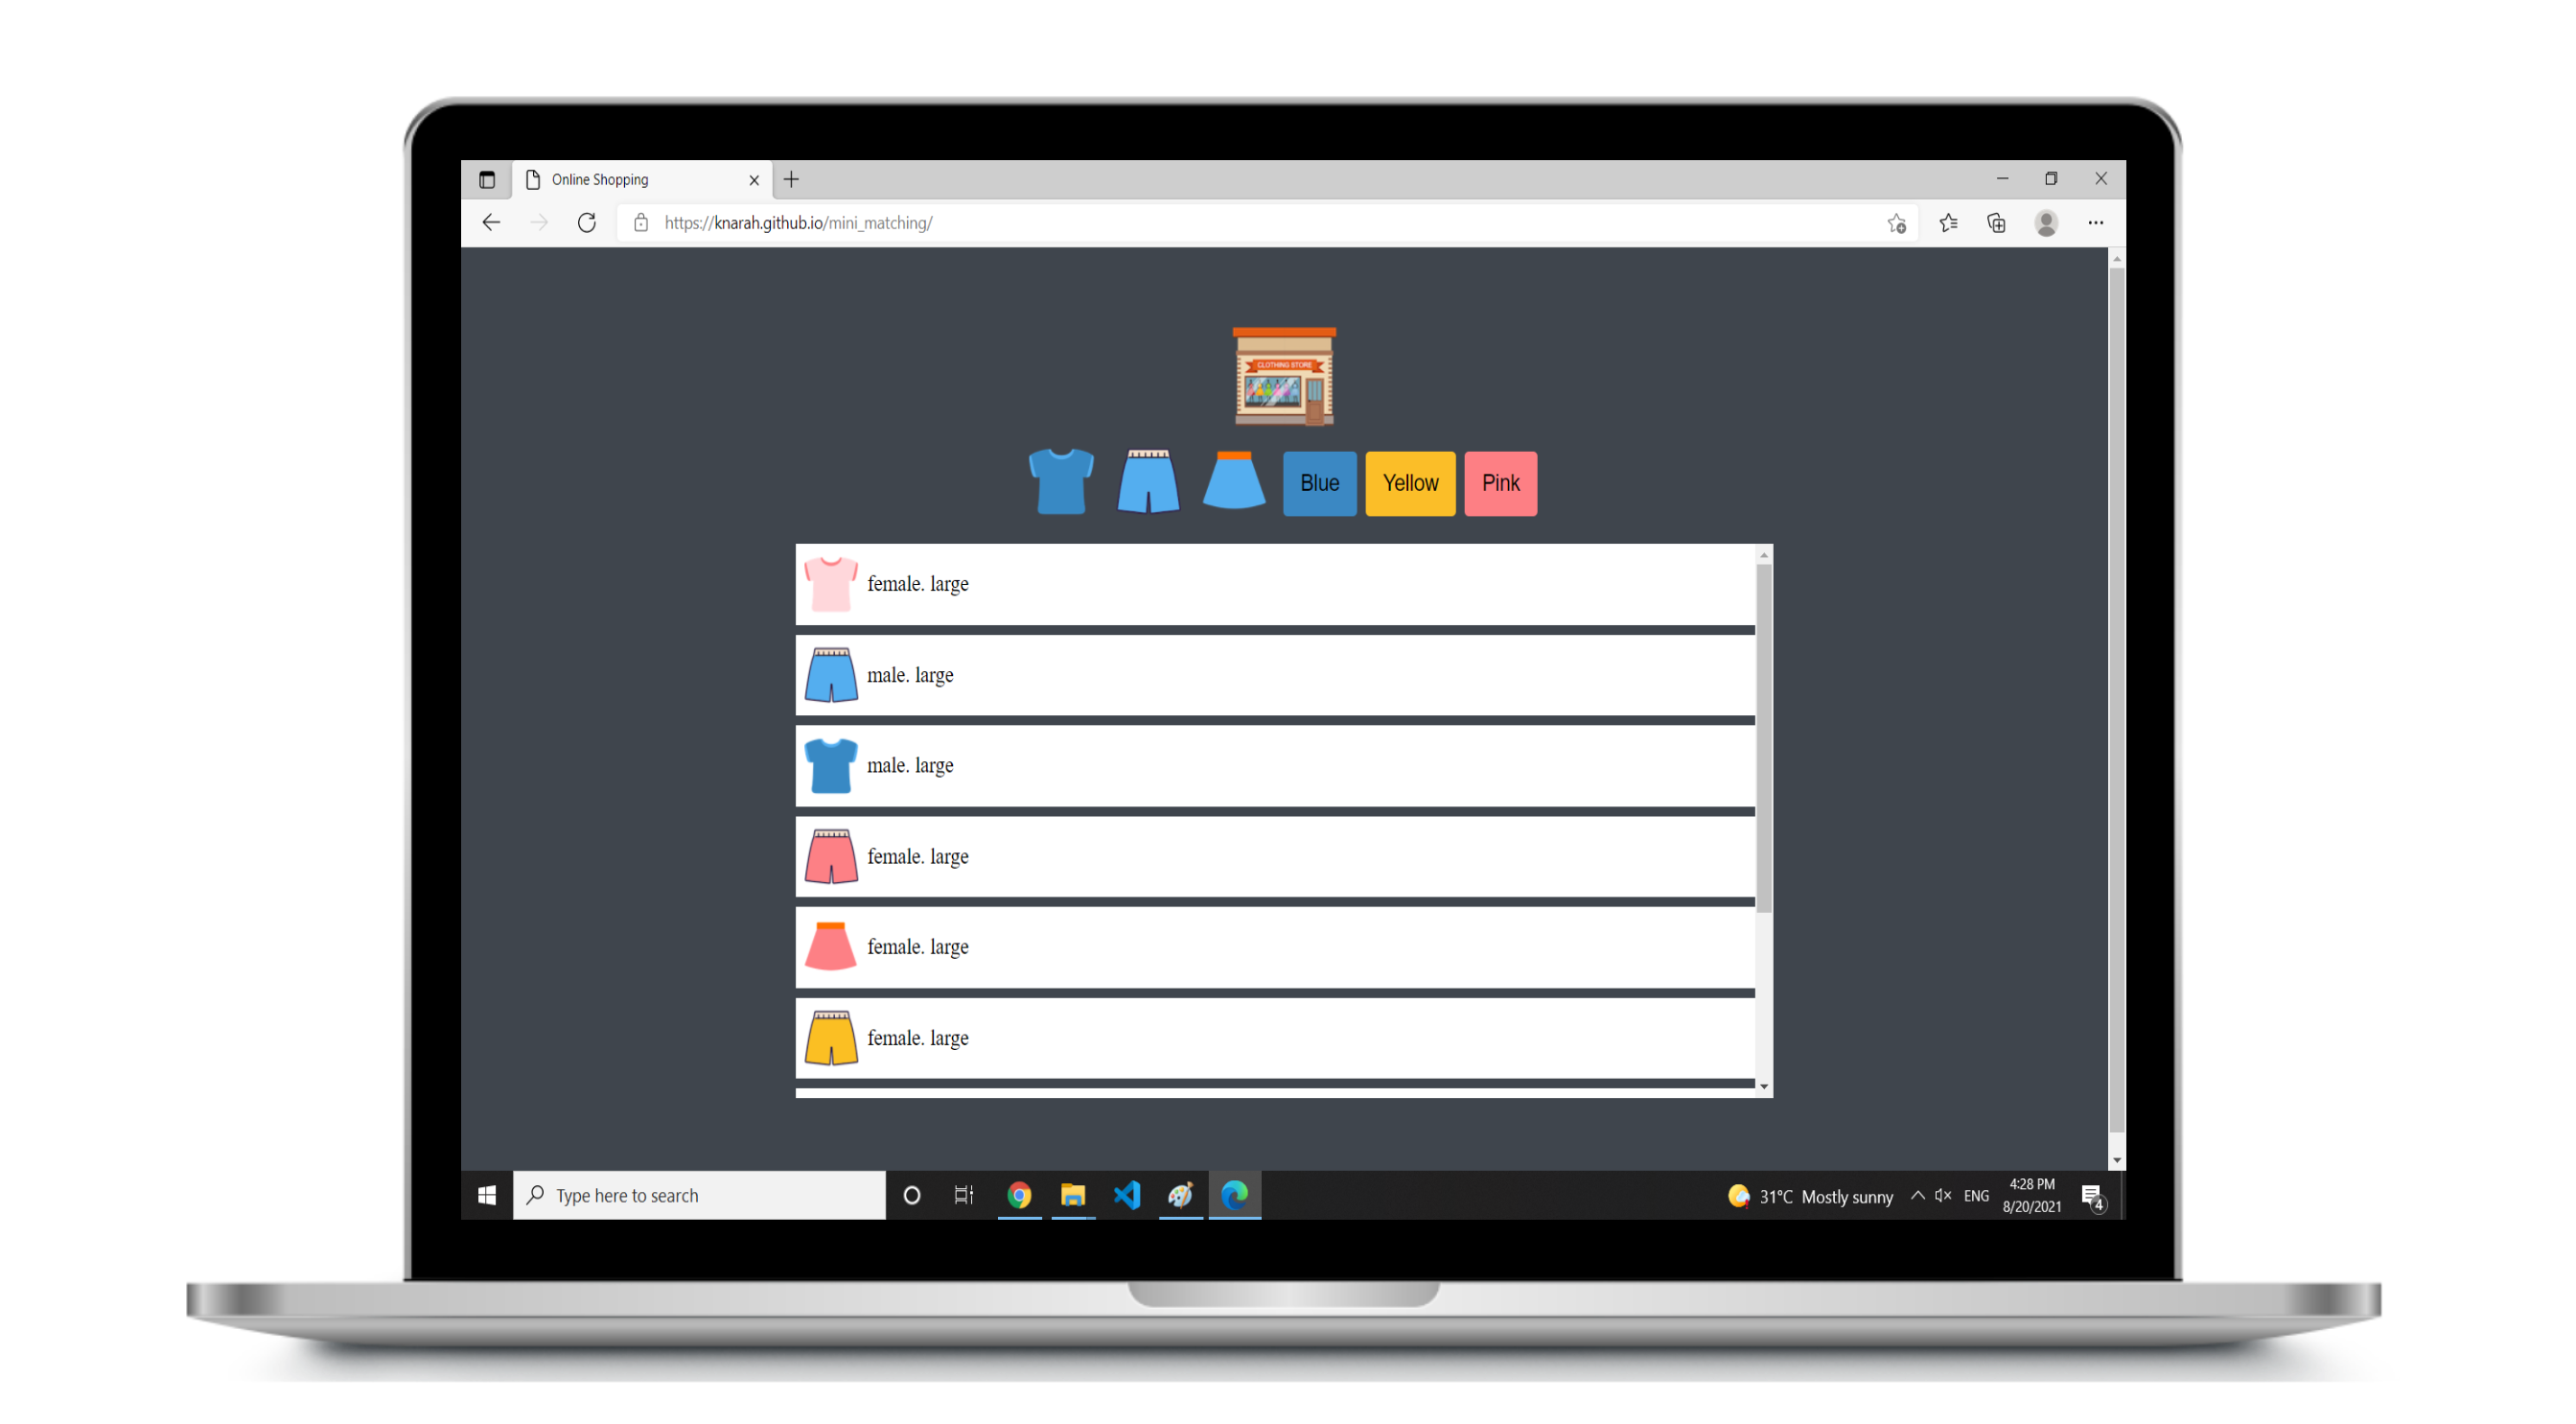 Online Shopping
https://knarah.github.io/mini_matching/
CLOTHING STORE
Blue
Yellow
Pink
female. large
male. large
male. large
female. large
female. large
female. large
Type here to search
31°C Mostly sunny
ENG
4:28 PM
8/20/2021
4